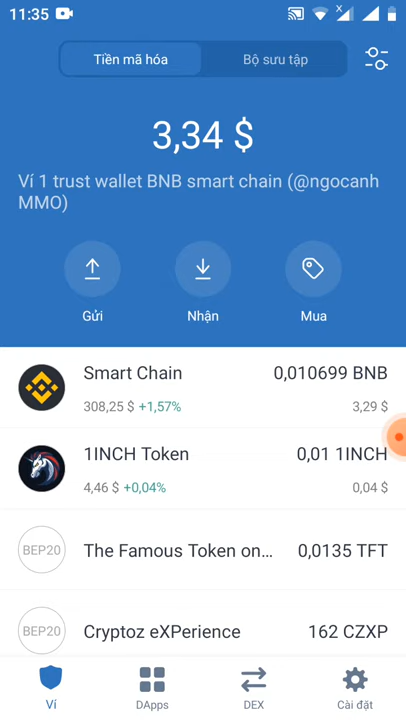 11:35
Tiền mã hóa
Bộ sưu tập
3,34 $
Ví 1 trust wallet BNB smart chain (@ngocanh
MMO)
Gửi
Nhận
Mua
Smart Chain 0,010699 BNB
308,25 $ +1,57% 3,29 $
1INCH Token 0,01 1INCH
4,46 $ +0,04% 0,04 $
BEP20 The Famous Token on... 0,0135 TFT
BEP20 Cryptoz eXPerience 162 CZXP
Ví
DApps
DEX
Cài đặt